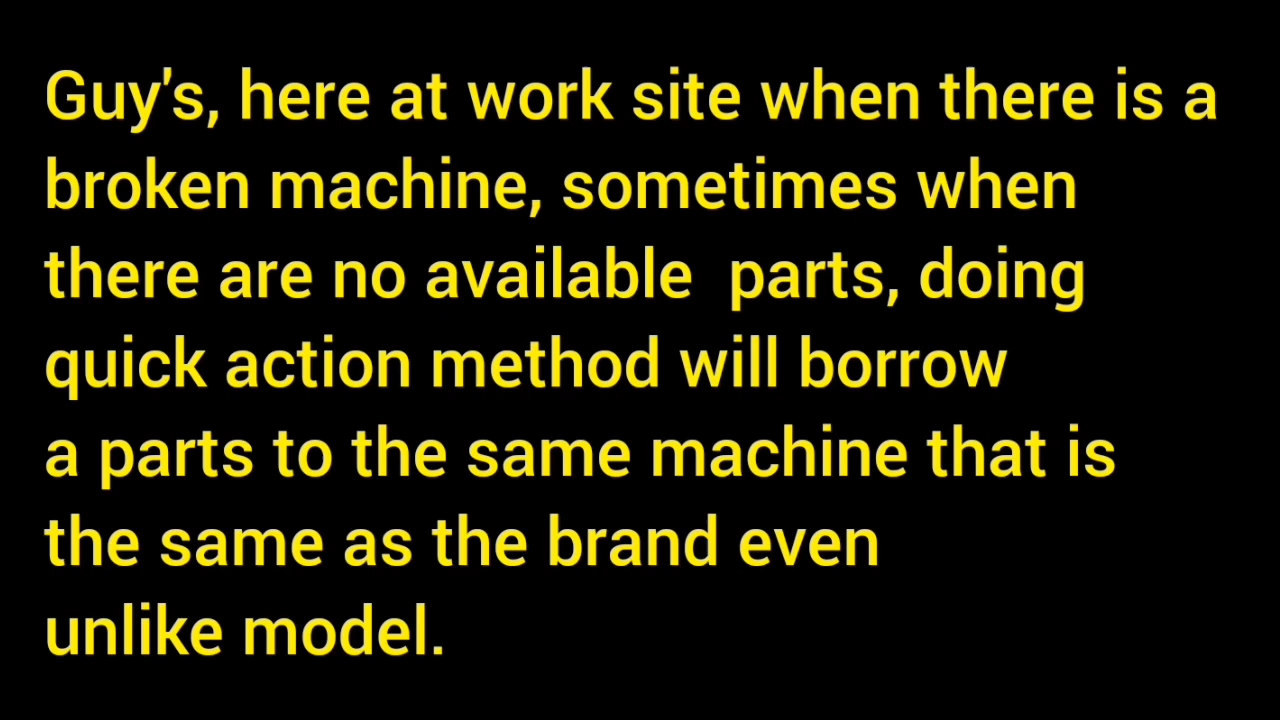 Guy's, here at work site when there is a
broken machine, sometimes when
there are no available  parts, doing
quick action method will borrow
a parts to the same machine that is
the same as the brand even
unlike model.